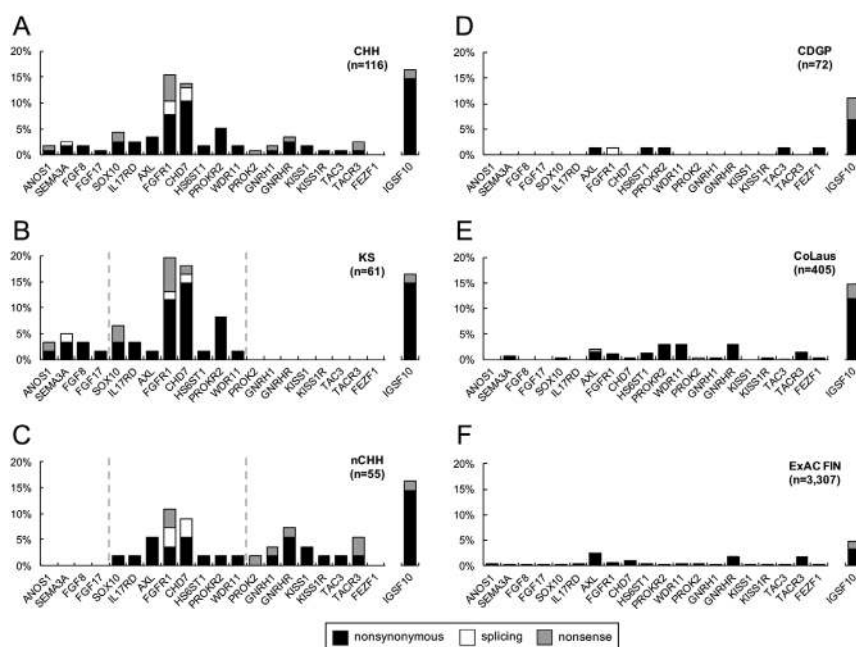 A
CHH
(n=116)
20%
15%
10%
5%
0%
ANOS1 SEMA3A FGF8 FGF17 SOX10 IL17RD AXL FGFR1 CHD7 HS6ST1 PROKR2 WDR11 PROK2 GNRH1 GNRHR KISS1 KISS1R TAC3 TACR3 FEZF1 IGSF10
B
KS
(n=61)
20%
15%
10%
5%
0%
ANOS1 SEMA3A FGF8 FGF17 SOX10 IL17RD AXL FGFR1 CHD7 HS6ST1 PROKR2 WDR11 PROK2 GNRH1 GNRHR KISS1 KISS1R TAC3 TACR3 FEZF1 IGSF10
C
nCHH
(n=55)
20%
15%
10%
5%
0%
ANOS1 SEMA3A FGF8 FGF17 SOX10 IL17RD AXL FGFR1 CHD7 HS6ST1 PROKR2 WDR11 PROK2 GNRH1 GNRHR KISS1 KISS1R TAC3 TACR3 FEZF1 IGSF10
D
CDGP
(n=72)
20%
15%
10%
5%
0%
ANOS1 SEMA3A FGF8 FGF17 SOX10 IL17RD AXL FGFR1 CHD7 HS6ST1 PROKR2 WDR11 PROK2 GNRH1 GNRHR KISS1 KISS1R TAC3 TACR3 FEZF1 IGSF10
E
CoLaus
(n=405)
20%
15%
10%
5%
0%
ANOS1 SEMA3A FGF8 FGF17 SOX10 IL17RD AXL FGFR1 CHD7 HS6ST1 PROKR2 WDR11 PROK2 GNRH1 GNRHR KISS1 KISS1R TAC3 TACR3 FEZF1 IGSF10
F
ExAC FIN
(n=3,307)
20%
15%
10%
5%
0%
ANOS1 SEMA3A FGF8 FGF17 SOX10 IL17RD AXL FGFR1 CHD7 HS6ST1 PROKR2 WDR11 PROK2 GNRH1 GNRHR KISS1 KISS1R TAC3 TACR3 FEZF1 IGSF10
nonsynonymous splicing nonsense